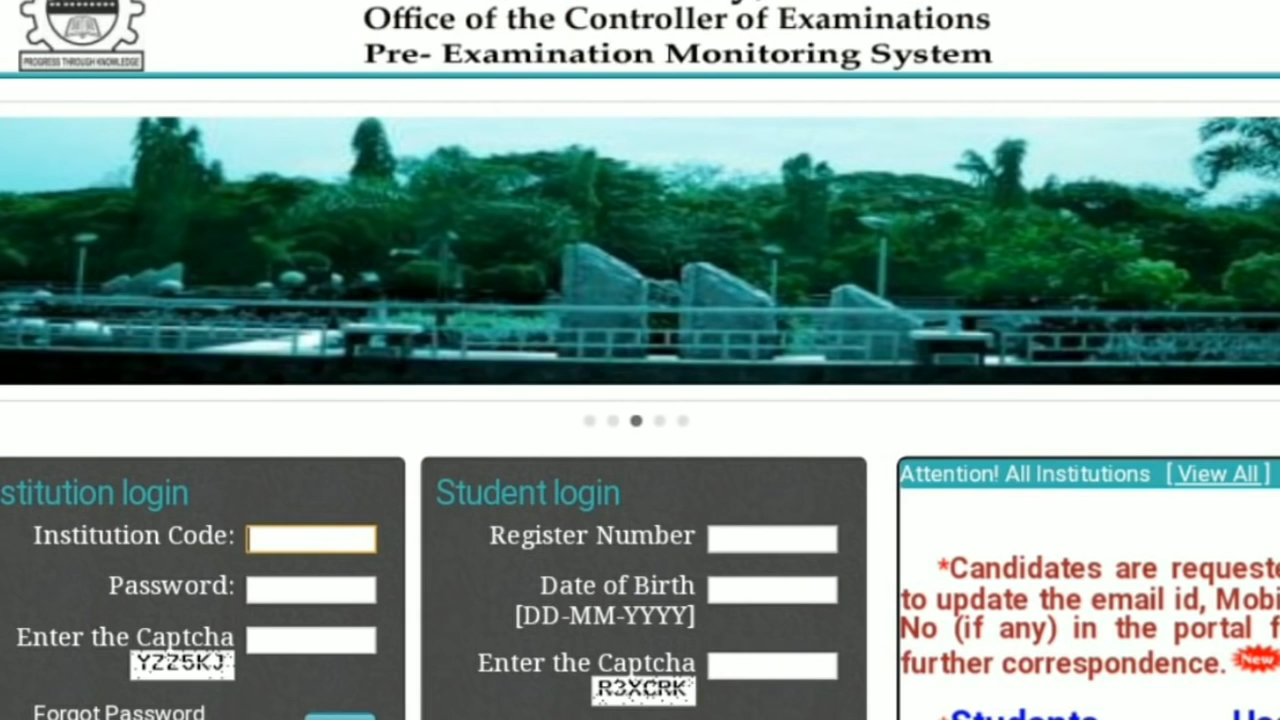 Office of the Controller of Examinations
Pre- Examination Monitoring System
PROGRESS THROUGH KNOWLEDGE
stitution login
Institution Code:
Password:
Enter the Captcha
YZZ5KJ
Forgot Password
Student login
Register Number
Date of Birth
[DD-MM-YYYY]
Enter the Captcha
R3XCRK
Attention! All Institutions [ View All ]
*Candidates are requeste
to update the email id, Mobi
No (if any) in the portal f
further correspondence. New
*Students